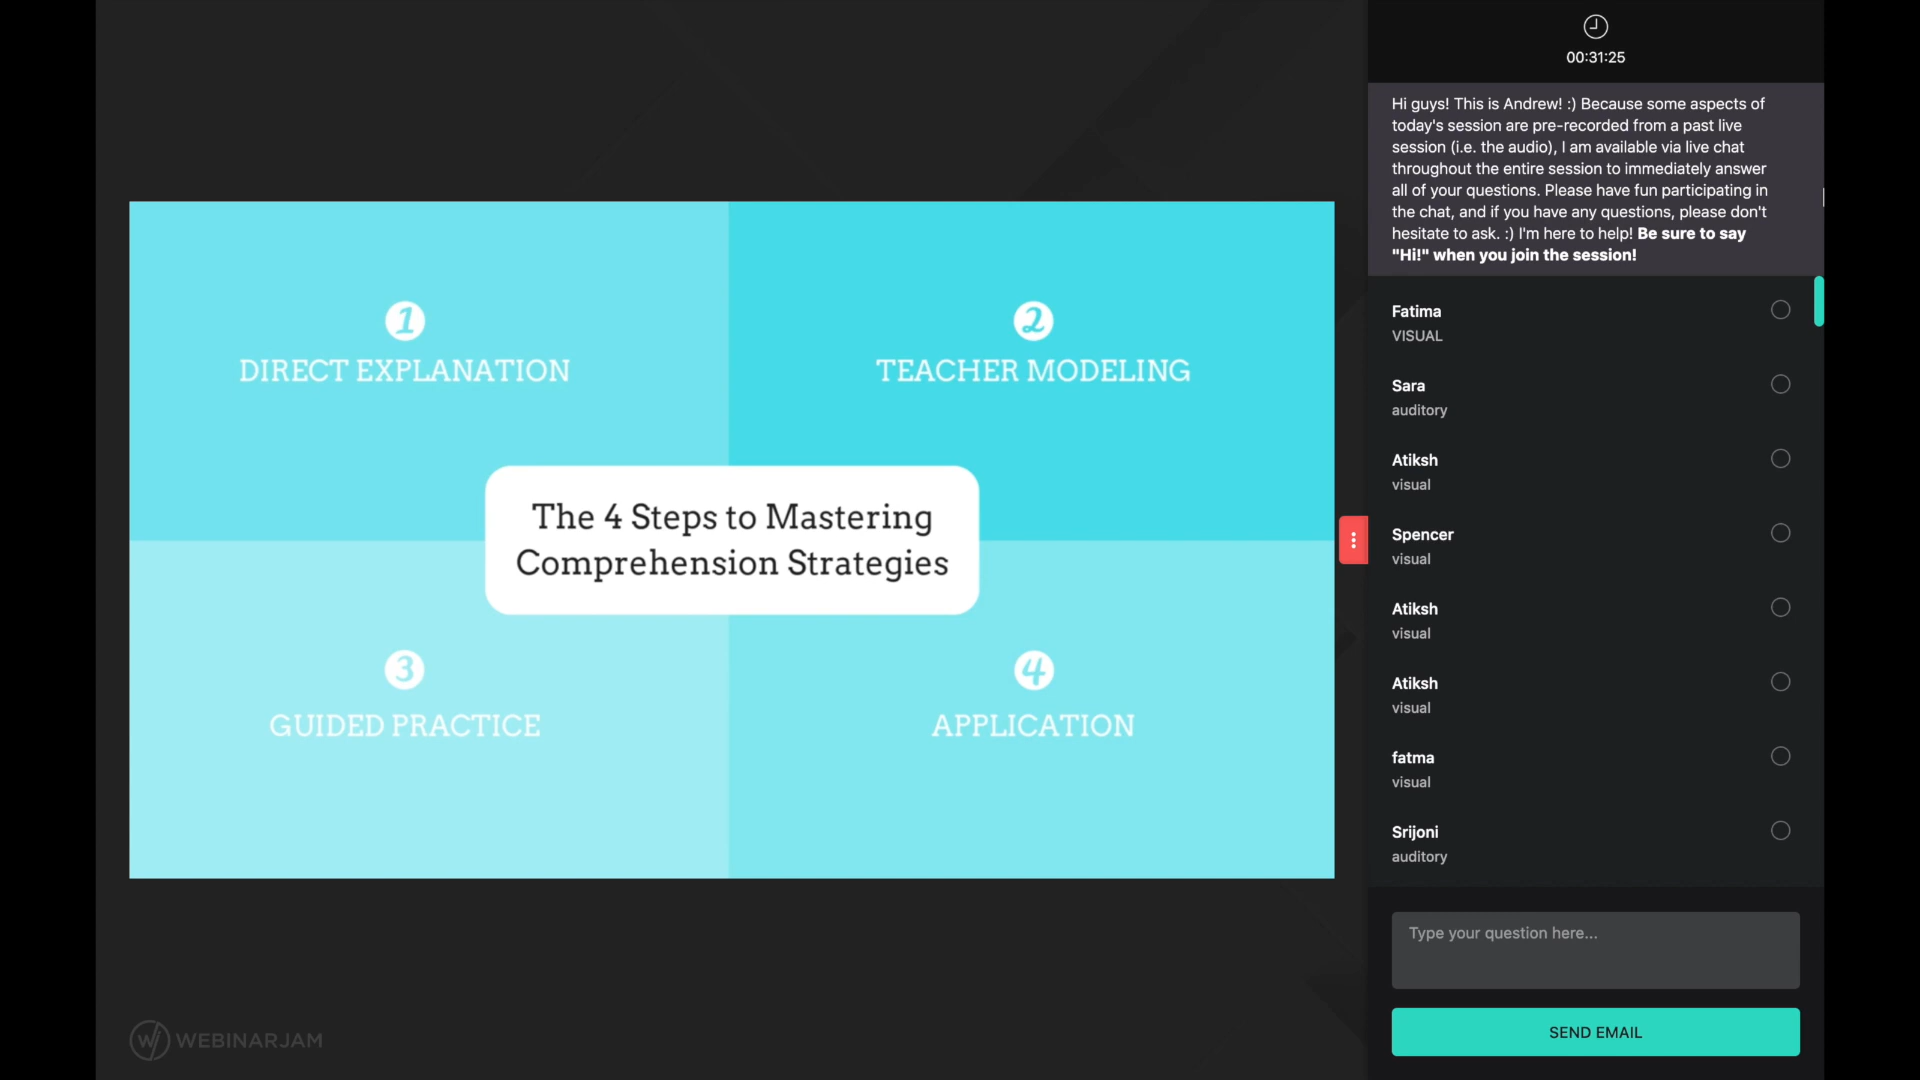 1
DIRECT EXPLANATION
2
TEACHER MODELING
The 4 Steps to Mastering
Comprehension Strategies
3
GUIDED PRACTICE
4
APPLICATION
WEBINARJAM
00:31:25
Hi guys! This is Andrew! :) Because some aspects of
today's session are pre-recorded from a past live
session (i.e. the audio), I am available via live chat
throughout the entire session to immediately answer
all of your questions. Please have fun participating in
the chat, and if you have any questions, please don't
hesitate to ask. :) I'm here to help! Be sure to say
"Hi!" when you join the session!
Fatima
VISUAL
Sara
auditory
Atiksh
visual
Spencer
visual
Atiksh
visual
Atiksh
visual
fatma
visual
Srijoni
auditory
Type your question here...
SEND EMAIL